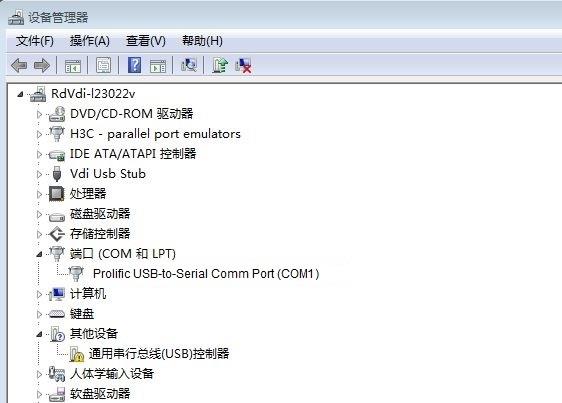 设备管理器
文件(F) 操作(A) 查看(V) 帮助(H)
RdVdi-l23022v
DVD/CD-ROM 驱动器
H3C - parallel port emulators
IDE ATA/ATAPI 控制器
Vdi Usb Stub
处理器
磁盘驱动器
存储控制器
端口 (COM 和 LPT)
Prolific USB-to-Serial Comm Port (COM1)
计算机
键盘
其他设备
通用串行总线(USB)控制器
人体学输入设备
软盘驱动器